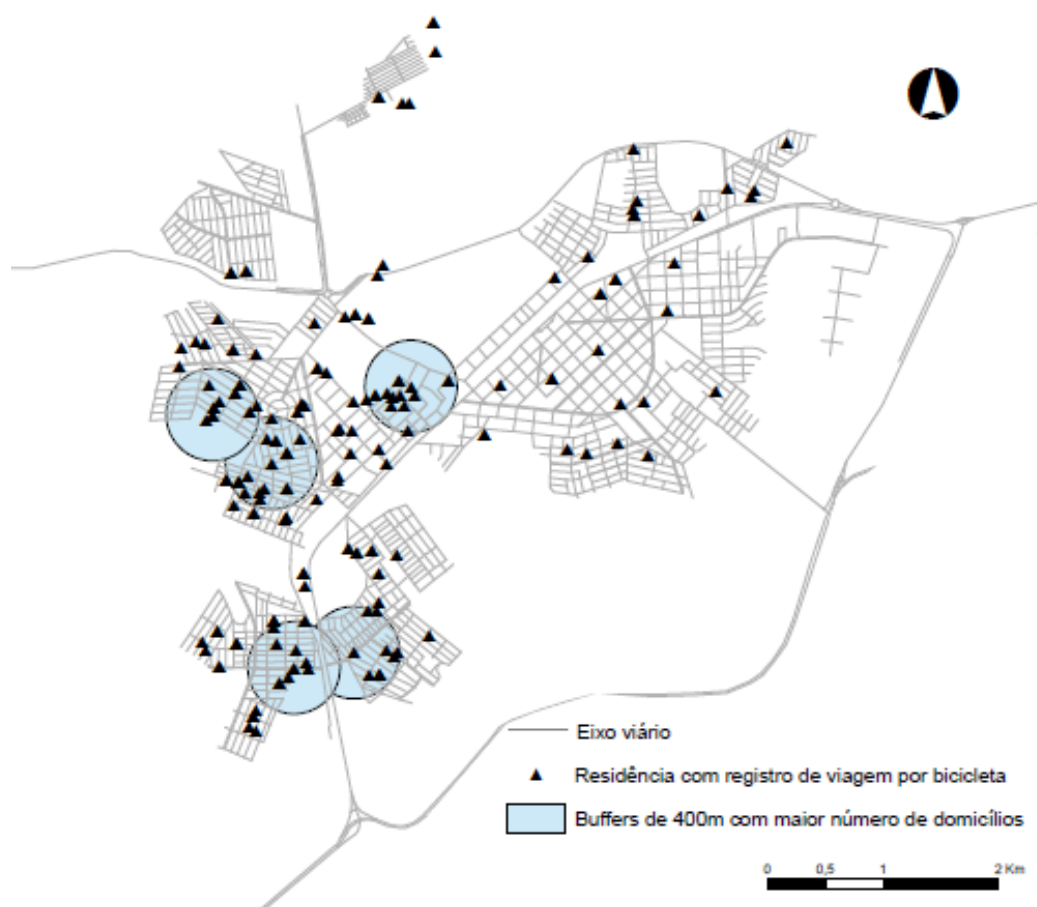 Eixo viário
Residência com registro de viagem por bicicleta
Buffers de 400m com maior número de domicílios
0 0,5 1 2 Km